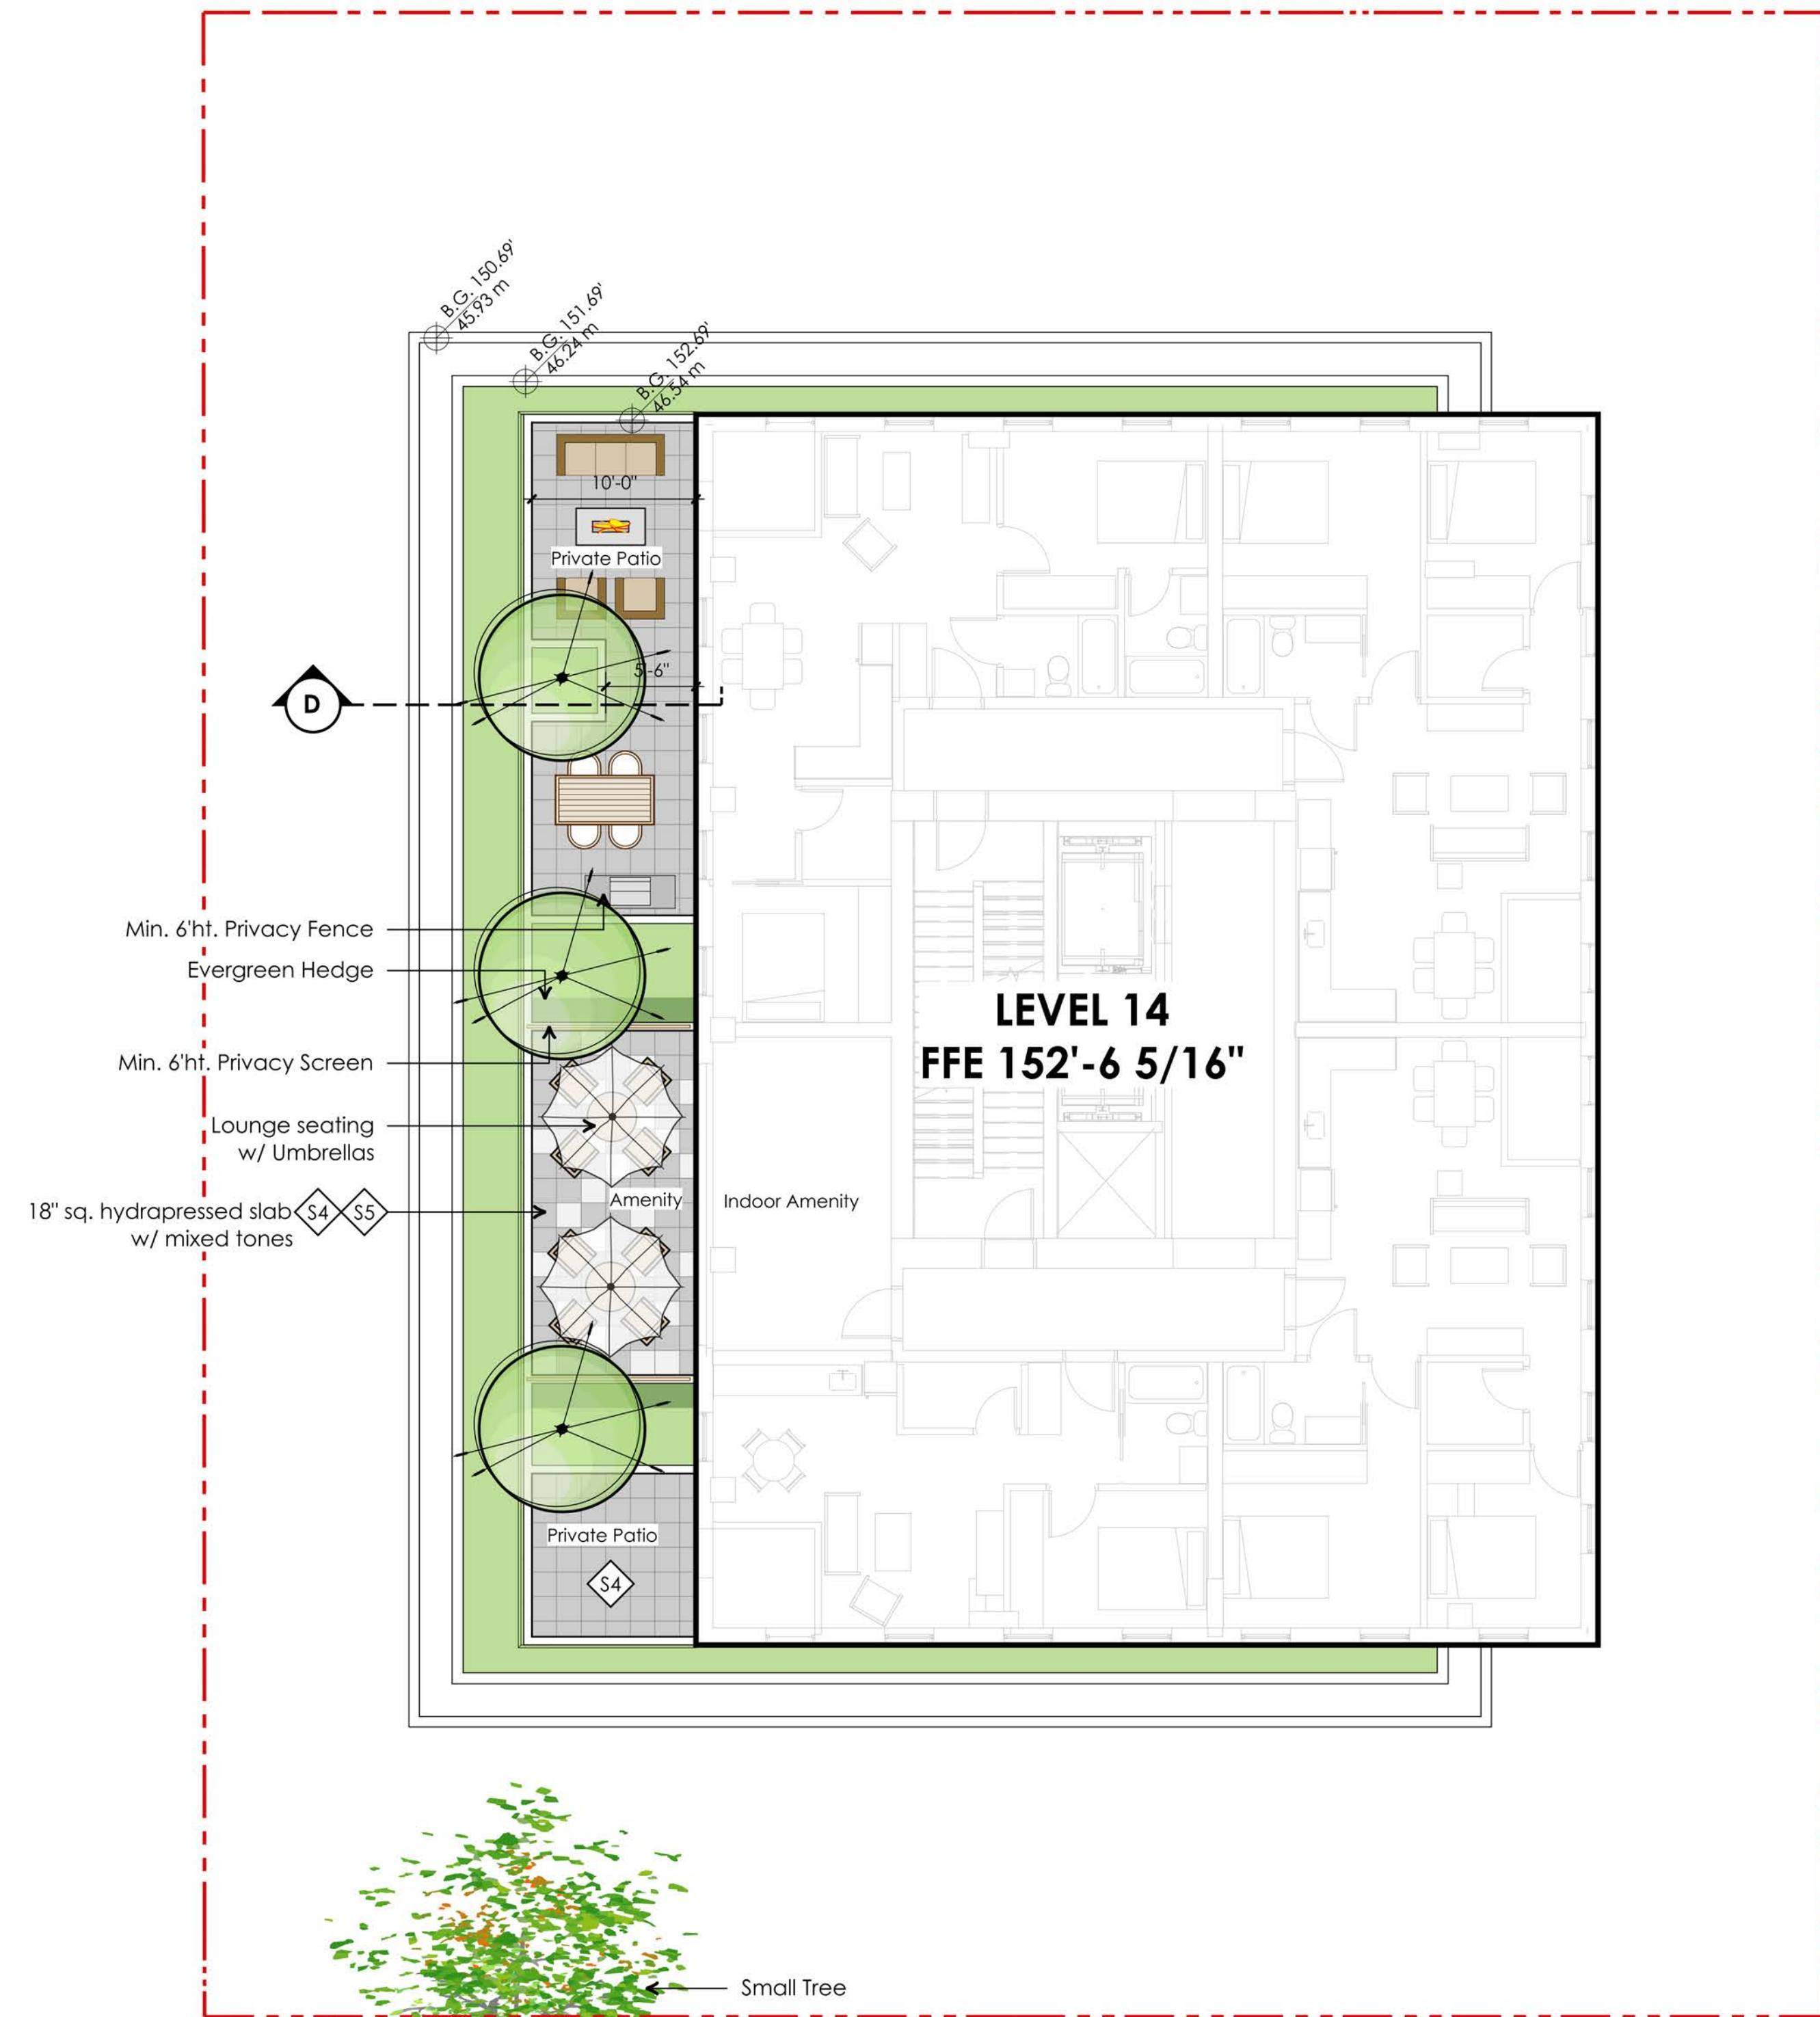 B.G. 150.69'
45.93 m
B.G. 151.69'
46.24 m
B.G. 152.69'
46.54 m
10'-0"
Private Patio
5'-6"
D
Min. 6'ht. Privacy Fence
Evergreen Hedge
Min. 6'ht. Privacy Screen
LEVEL 14
FFE 152'-6 5/16"
Lounge seating
w/ Umbrellas
Amenity
Indoor Amenity
18" sq. hydrapressed slab
w/ mixed tones
S4
S5
Private Patio
S4
Small Tree